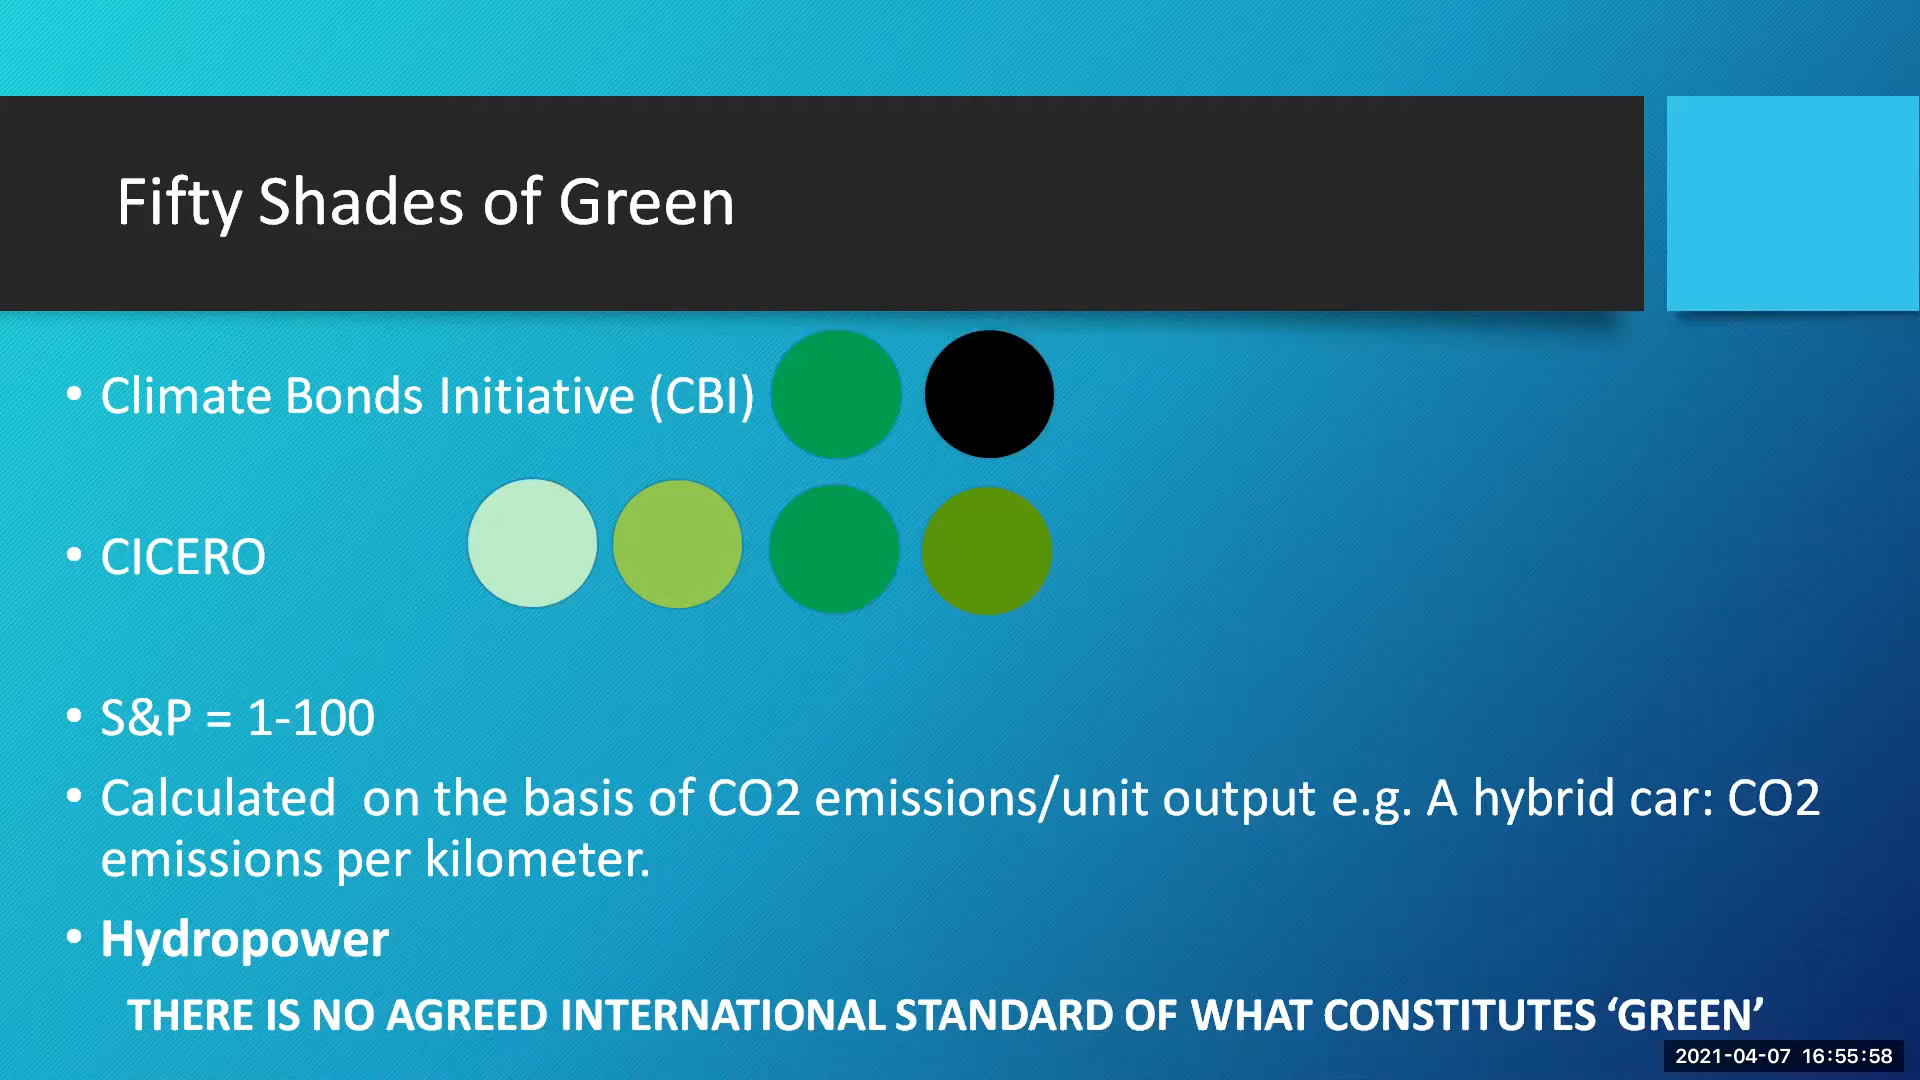 Fifty Shades of Green
• Climate Bonds Initiative (CBI)
• CICERO
• S&P = 1-100
• Calculated  on the basis of CO2 emissions/unit output e.g. A hybrid car: CO2
emissions per kilometer.
• Hydropower
THERE IS NO AGREED INTERNATIONAL STANDARD OF WHAT CONSTITUTES ‘GREEN’
2021-04-07 16:55:58